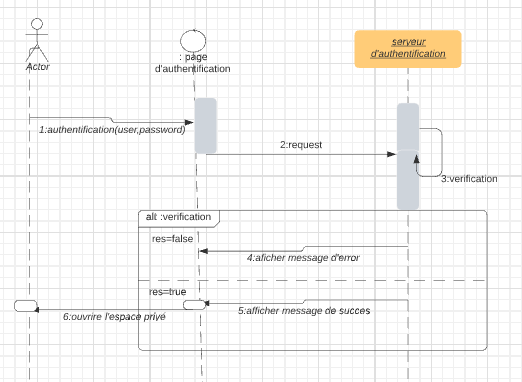 Actor
: page
d'authentification
serveur
d'authentification
1:authentification(user,password)
2:request
3:verification
alt :verification
res=false
4:aficher message d'error
res=true
5:afficher message de succes
6:ouvrire l'espace privé